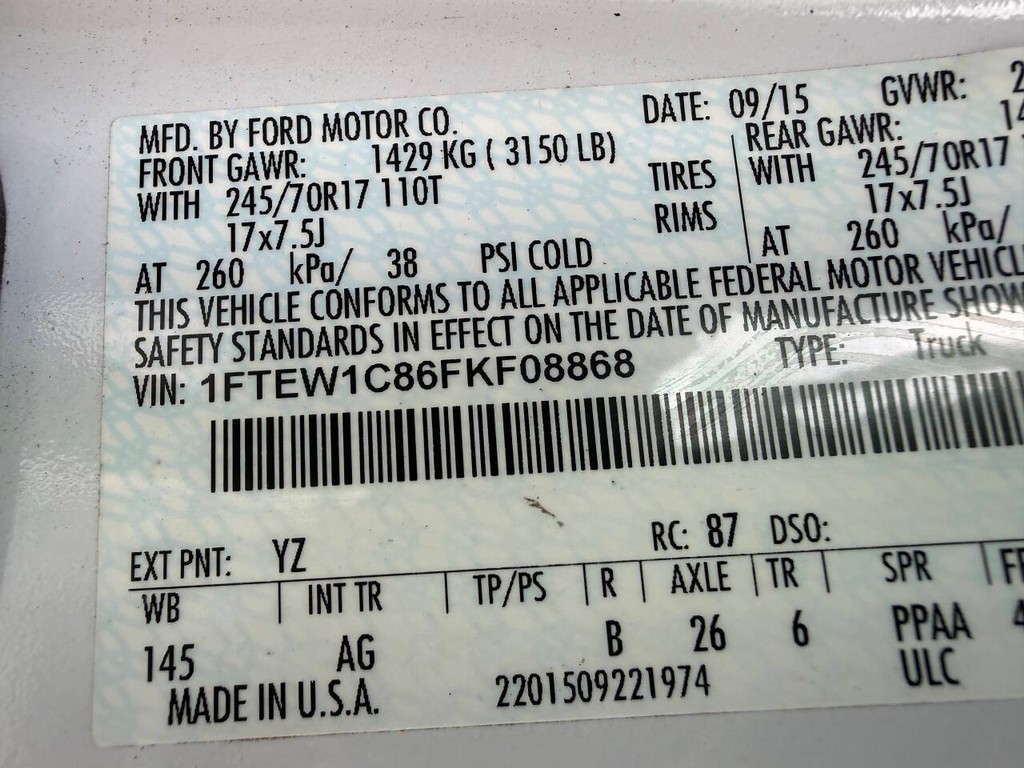 MFD. BY FORD MOTOR CO. DATE: 09/15 GVWR:
FRONT GAWR: 1429 KG ( 3150 LB) REAR GAWR:
WITH 245/70R17 110T TIRES WITH 245/70R17
17x7.5J RIMS 17x7.5J
AT 260 kPa/ 38 PSI COLD AT 260 kPa/
THIS VEHICLE CONFORMS TO ALL APPLICABLE FEDERAL MOTOR VEHICL
SAFETY STANDARDS IN EFFECT ON THE DATE OF MANUFACTURE SHOW
VIN: 1FTEW1C86FKF08868 TYPE: Truck
EXT PNT: YZ RC: 87 DSO:
WB INT TR TP/PS R AXLE TR SPR
145 AG B 26 6 PPAA
MADE IN U.S.A. 2201509221974 ULC